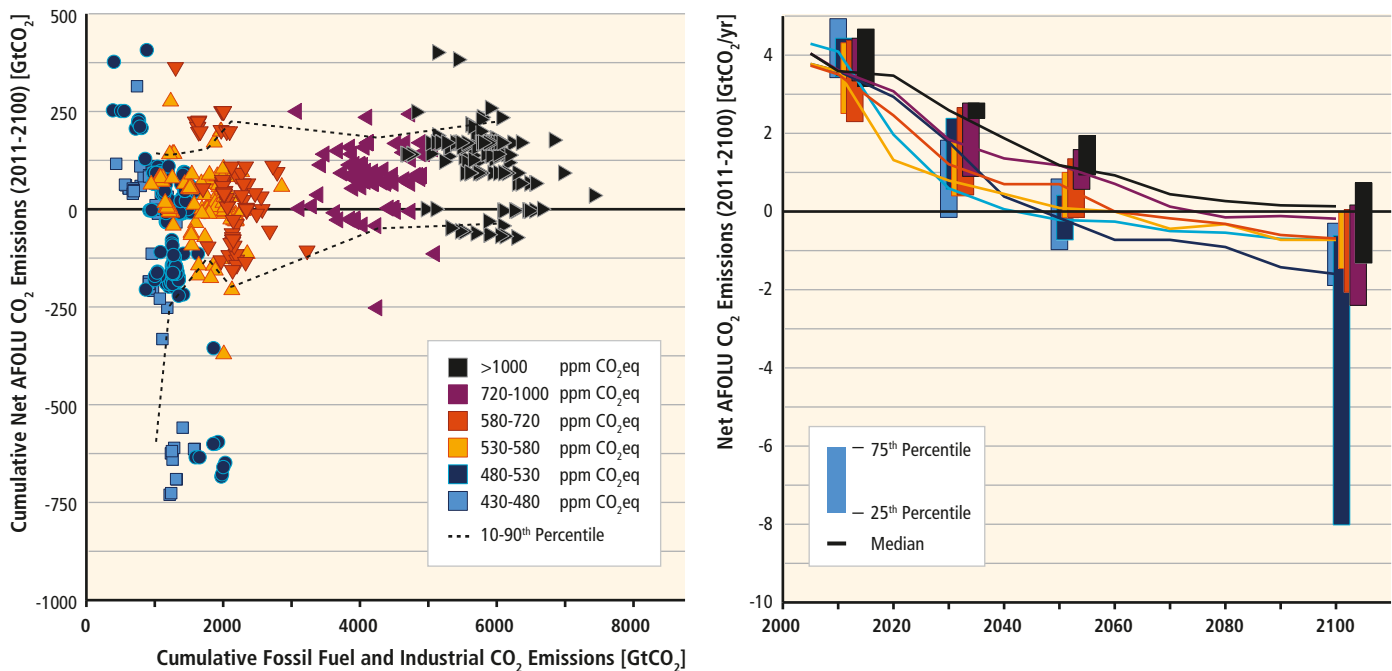 Cumulative Net AFOLU CO₂ Emissions (2011-2100) [GtCO₂]
500
250
0
-250
-500
-750
-1000
0
2000
4000
6000
8000
Cumulative Fossil Fuel and Industrial CO₂ Emissions [GtCO₂]
>1000 ppm CO₂eq
720-1000 ppm CO₂eq
580-720 ppm CO₂eq
530-580 ppm CO₂eq
480-530 ppm CO₂eq
430-480 ppm CO₂eq
10-90th Percentile
Net AFOLU CO₂ Emissions (2011-2100) [GtCO₂/yr]
4
2
0
-2
-4
-6
-8
-10
2000
2020
2040
2060
2080
2100
75th Percentile
25th Percentile
Median